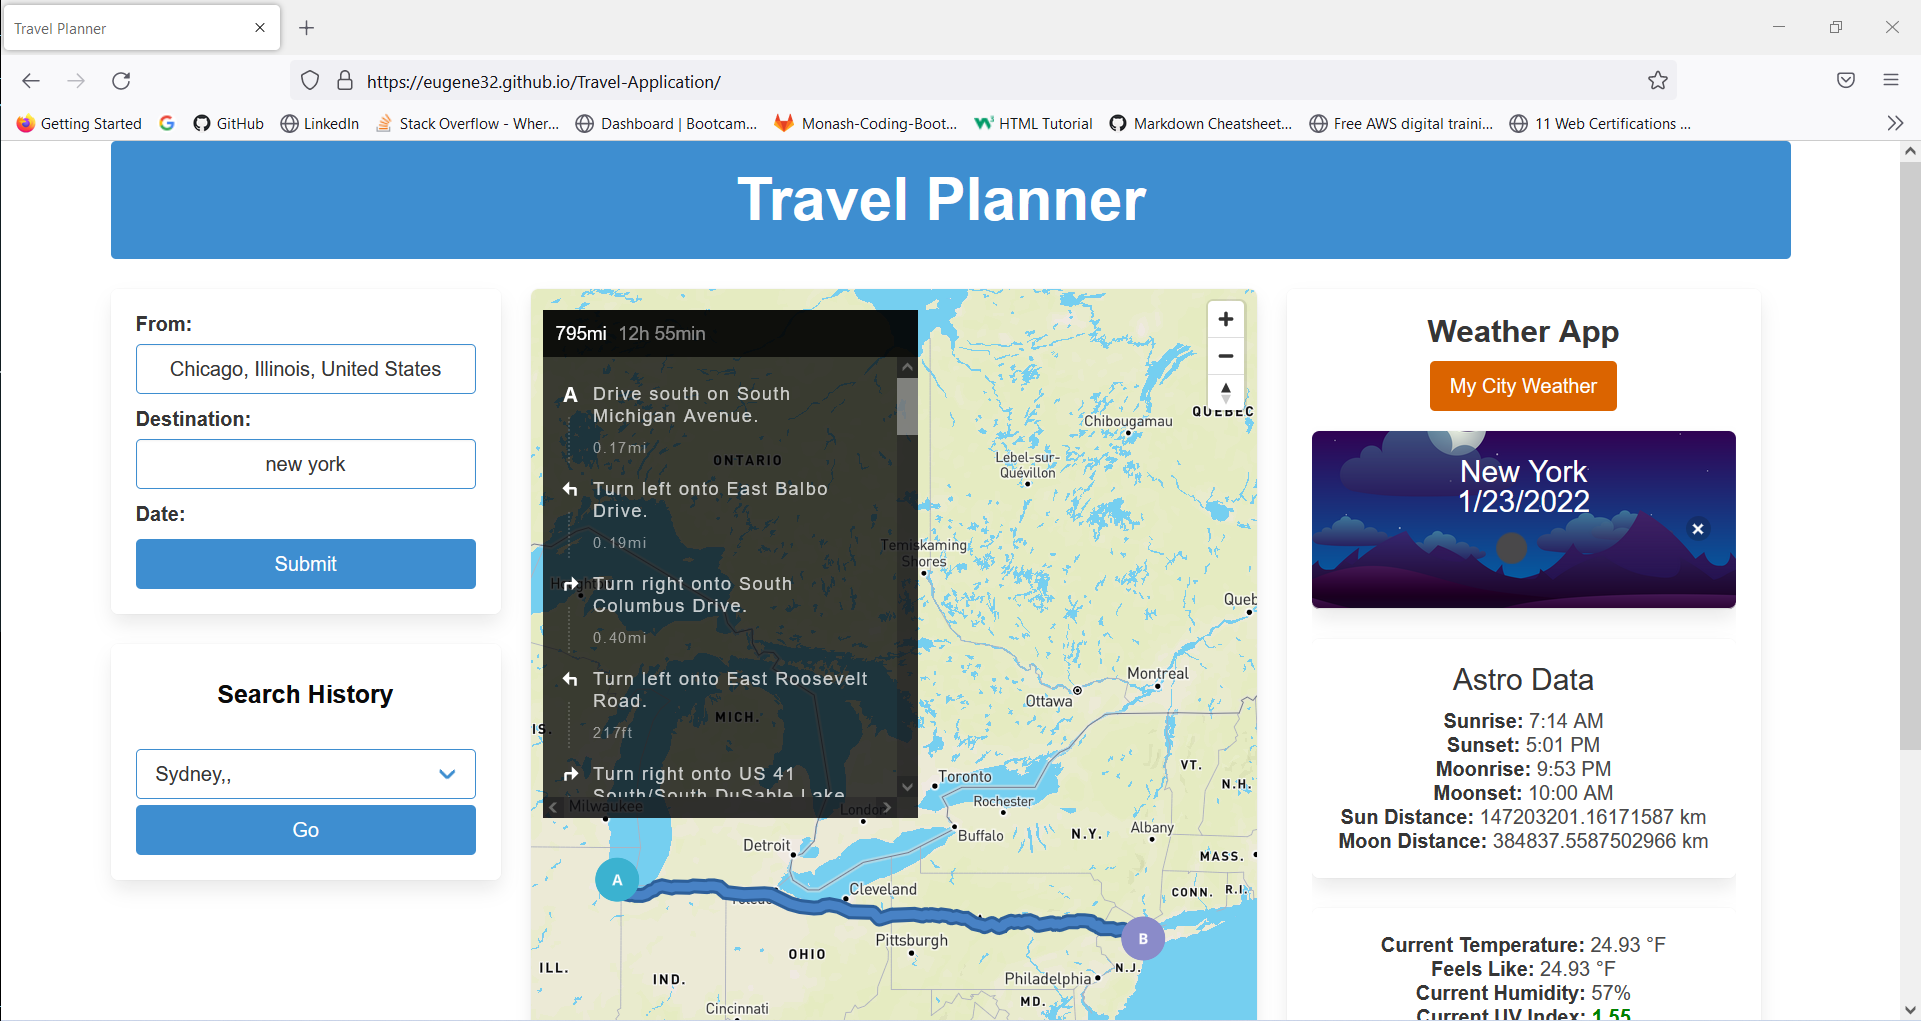 Travel Planner
https://eugene32.github.io/Travel-Application/
Getting Started
GitHub
LinkedIn
Stack Overflow - Wher...
Dashboard | Bootcam...
Monash-Coding-Boot...
HTML Tutorial
Markdown Cheatsheet...
Free AWS digital traini...
11 Web Certifications ...
Travel Planner
From:
Chicago, Illinois, United States
Destination:
new york
Date:
Submit
Search History
Sydney,,
Go
795mi 12h 55min
A Drive south on South
Michigan Avenue.
0.17mi
Turn left onto East Balbo
Drive.
0.19mi
Turn right onto South
Columbus Drive.
0.40mi
Turn left onto East Roosevelt
Road.
217ft
Turn right onto US 41
South/South DuSable Lake
ONTARIO
QUEBEC
Chibougamau
Lebel-sur-
Quévillon
Temiskaming
Shores
Queb
Montreal
Ottawa
MICH.
IS.
VT.
Toronto
N.H.
Rochester
Milwaukee
London
Buffalo
N.Y.
Albany
Detroit
MASS.
A
Cleveland
CONN. R.I.
Toledo
B
Pittsburgh
OHIO
ILL.
IND.
Philadelphia
N.J.
MD.
Cincinnati
Weather App
My City Weather
New York
1/23/2022
Astro Data
Sunrise: 7:14 AM
Sunset: 5:01 PM
Moonrise: 9:53 PM
Moonset: 10:00 AM
Sun Distance: 147203201.16171587 km
Moon Distance: 384837.5587502966 km
Current Temperature: 24.93 °F
Feels Like: 24.93 °F
Current Humidity: 57%
Current UV Index: 1.55